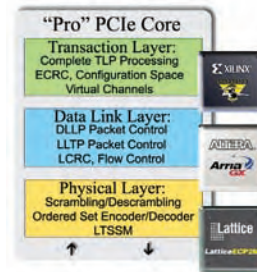 “Pro” PCIe Core
Transaction Layer:
Complete TLP Processing
ECRC, Configuration Space
Virtual Channels
Data Link Layer:
DLLP Packet Control
LLTP Packet Control
LCRC, Flow Control
Physical Layer:
Scrambling/Descrambling
Ordered Set Encoder/Decoder
LTSSM
XILINX
ALTERA
Arria
GX
Lattice
LatticeECP2M